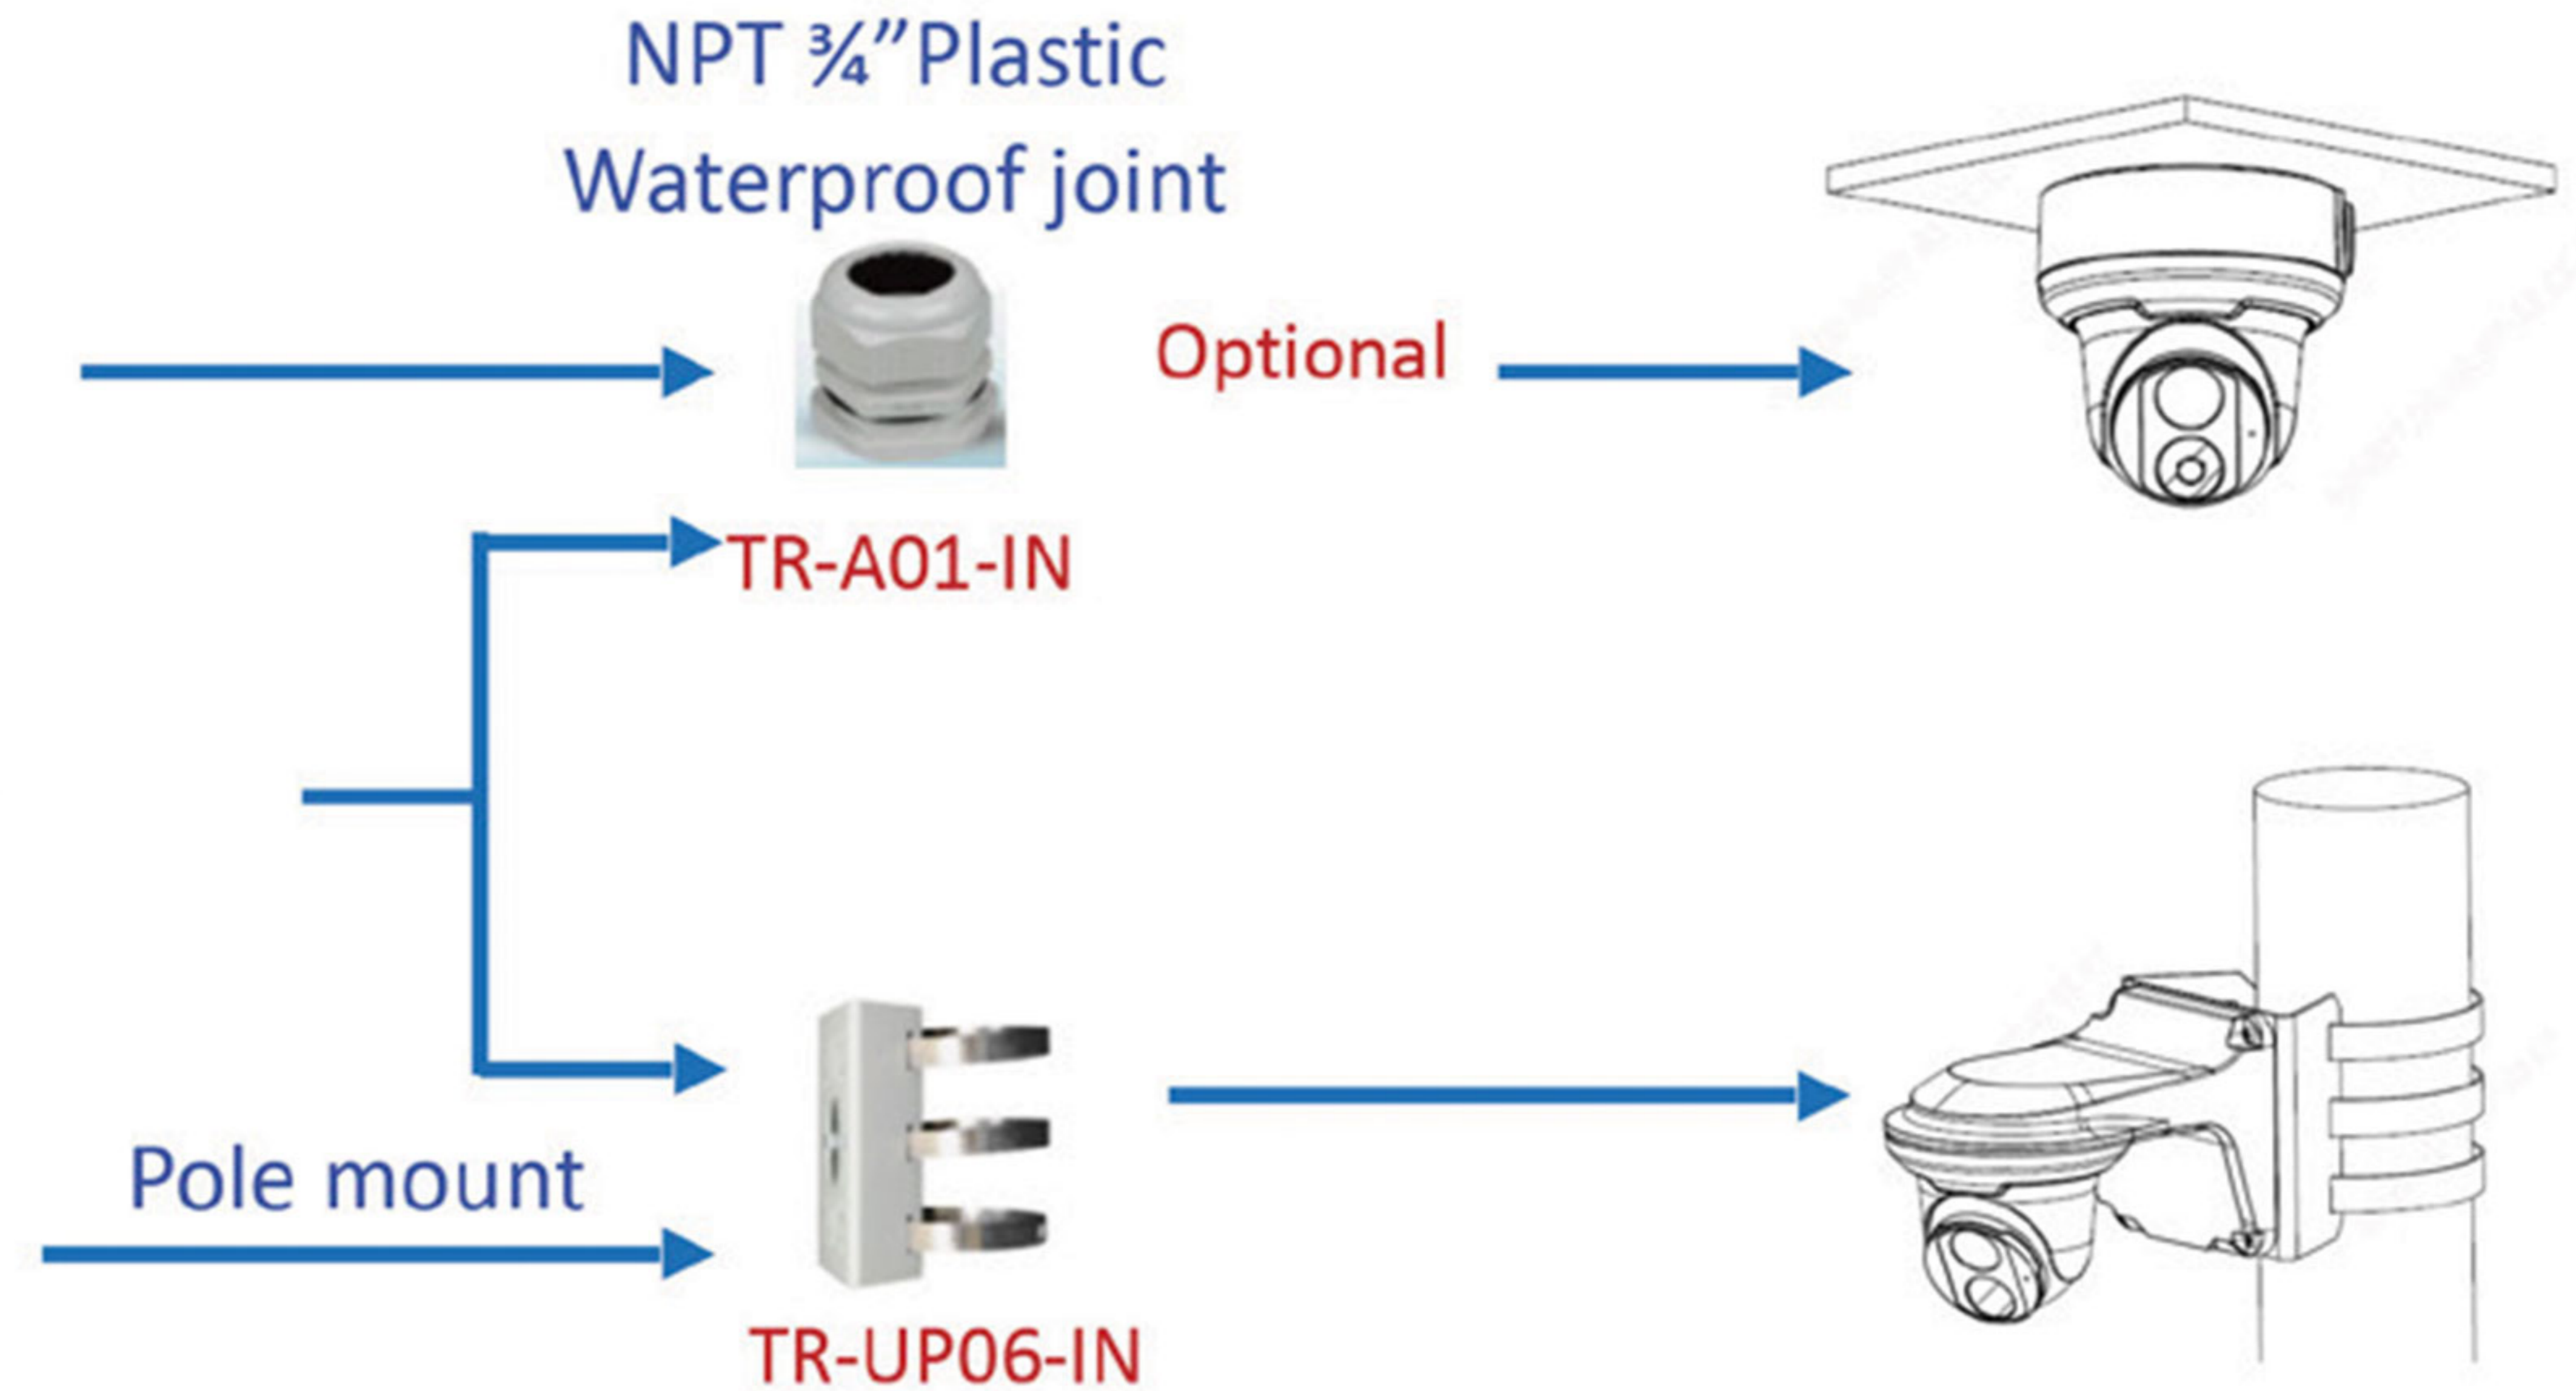 NPT ¾”Plastic
Waterproof joint
Optional
TR-A01-IN
Pole mount
TR-UP06-IN